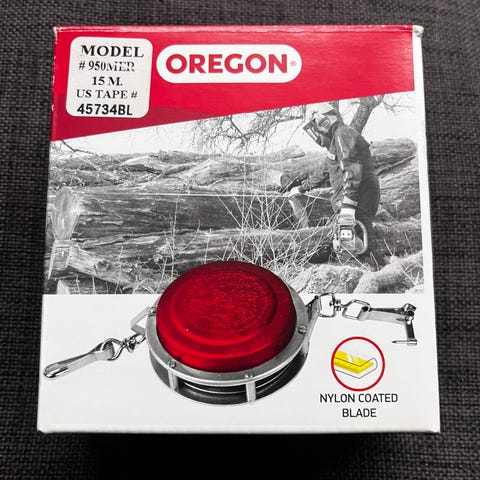 MODEL
# 950MER
15 M.
US TAPE #
45734BL
OREGON®
NYLON COATED
BLADE